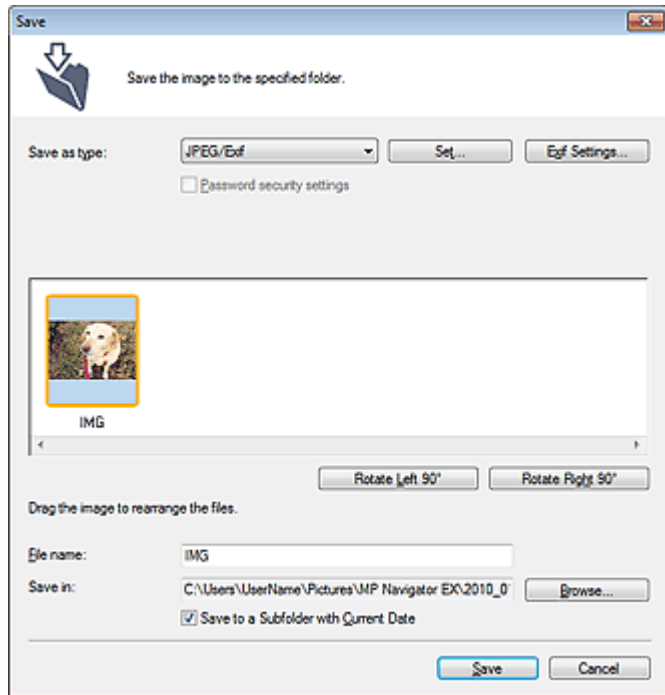 Save
Save the image to the specified folder.
Save as type: JPEG/Exif Set... Exif Settings...
Password security settings
IMG
Rotate Left 90° Rotate Right 90°
Drag the image to rearrange the files.
File name: IMG
Save in: C:\Users\UserName\Pictures\MP Navigator EX\2010_0 Browse...
Save to a Subfolder with Current Date
Save Cancel